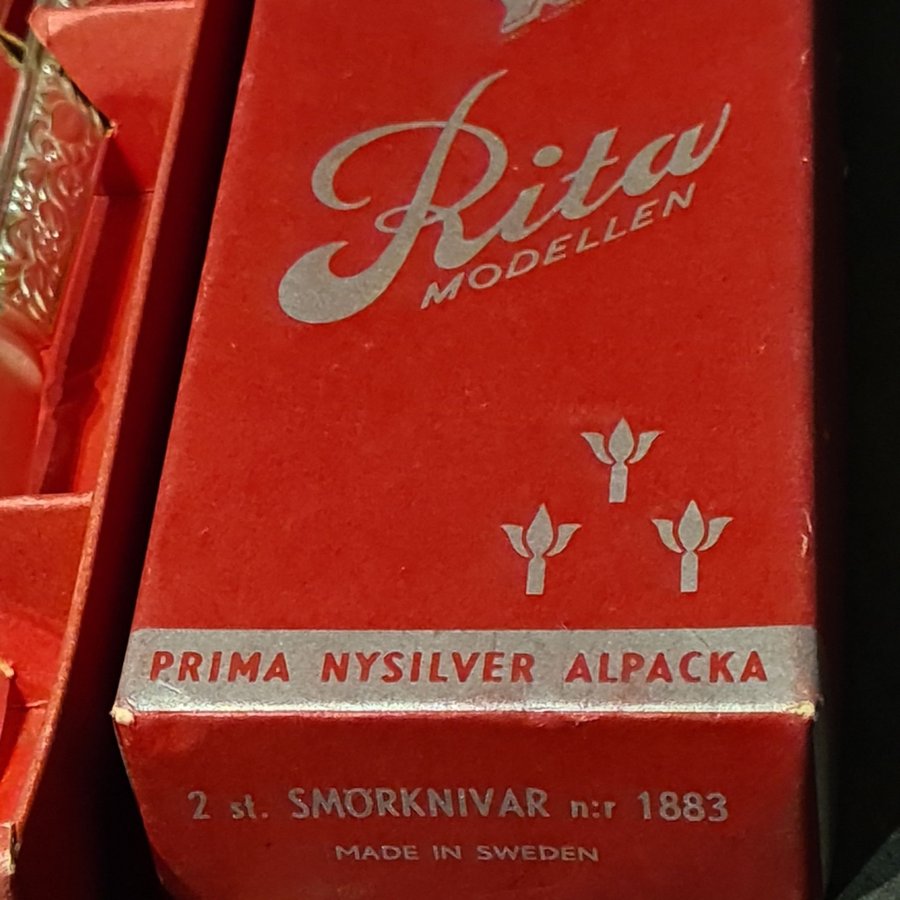 Rita
MODELLEN
PRIMA NYSILVER ALPACKA
2 st. SMÖRKNIVAR n:r 1883
MADE IN SWEDEN